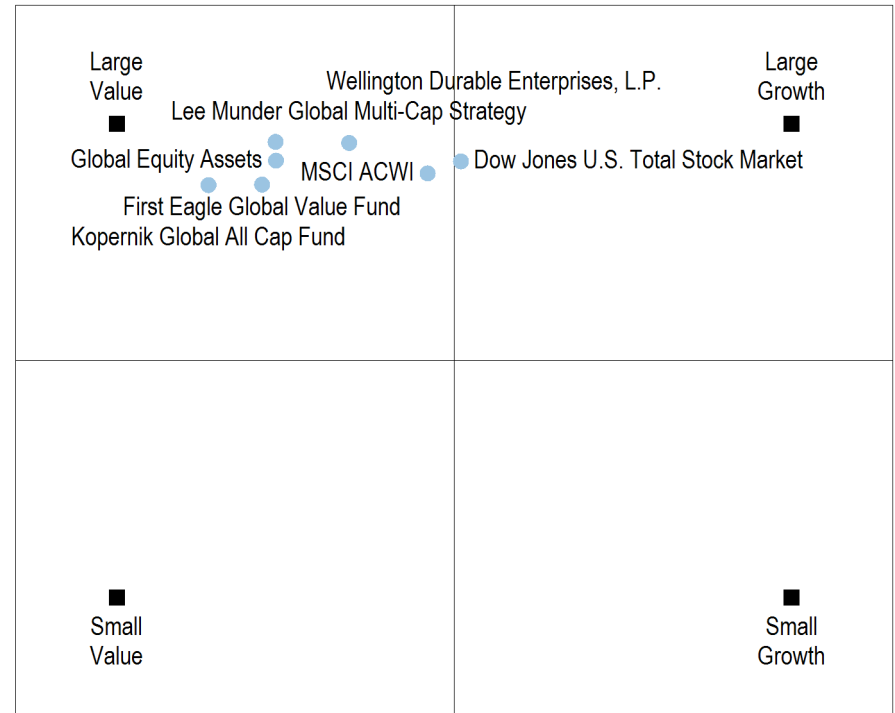 Large
Value
Large
Growth
Wellington Durable Enterprises, L.P.
Lee Munder Global Multi-Cap Strategy
Global Equity Assets
MSCI ACWI
Dow Jones U.S. Total Stock Market
First Eagle Global Value Fund
Kopernik Global All Cap Fund
Small
Value
Small
Growth